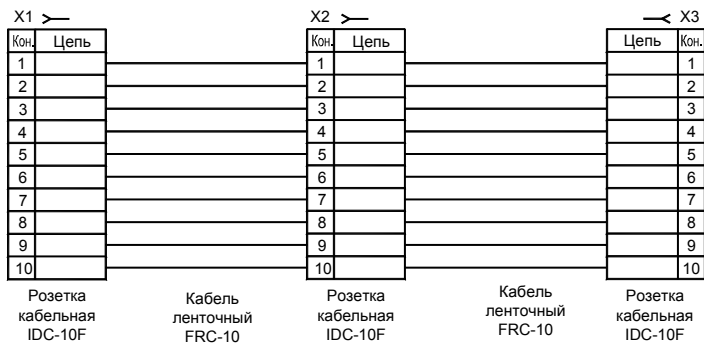 X1 X2 X3
Кон. Цепь Кон. Цепь Цепь Кон.
1 1 1
2 2 2
3 3 3
4 4 4
5 5 5
6 6 6
7 7 7
8 8 8
9 9 9
10 10 10
Розетка
кабельная
IDC-10F
Кабель
ленточный
FRC-10
Розетка
кабельная
IDC-10F
Кабель
ленточный
FRC-10
Розетка
кабельная
IDC-10F